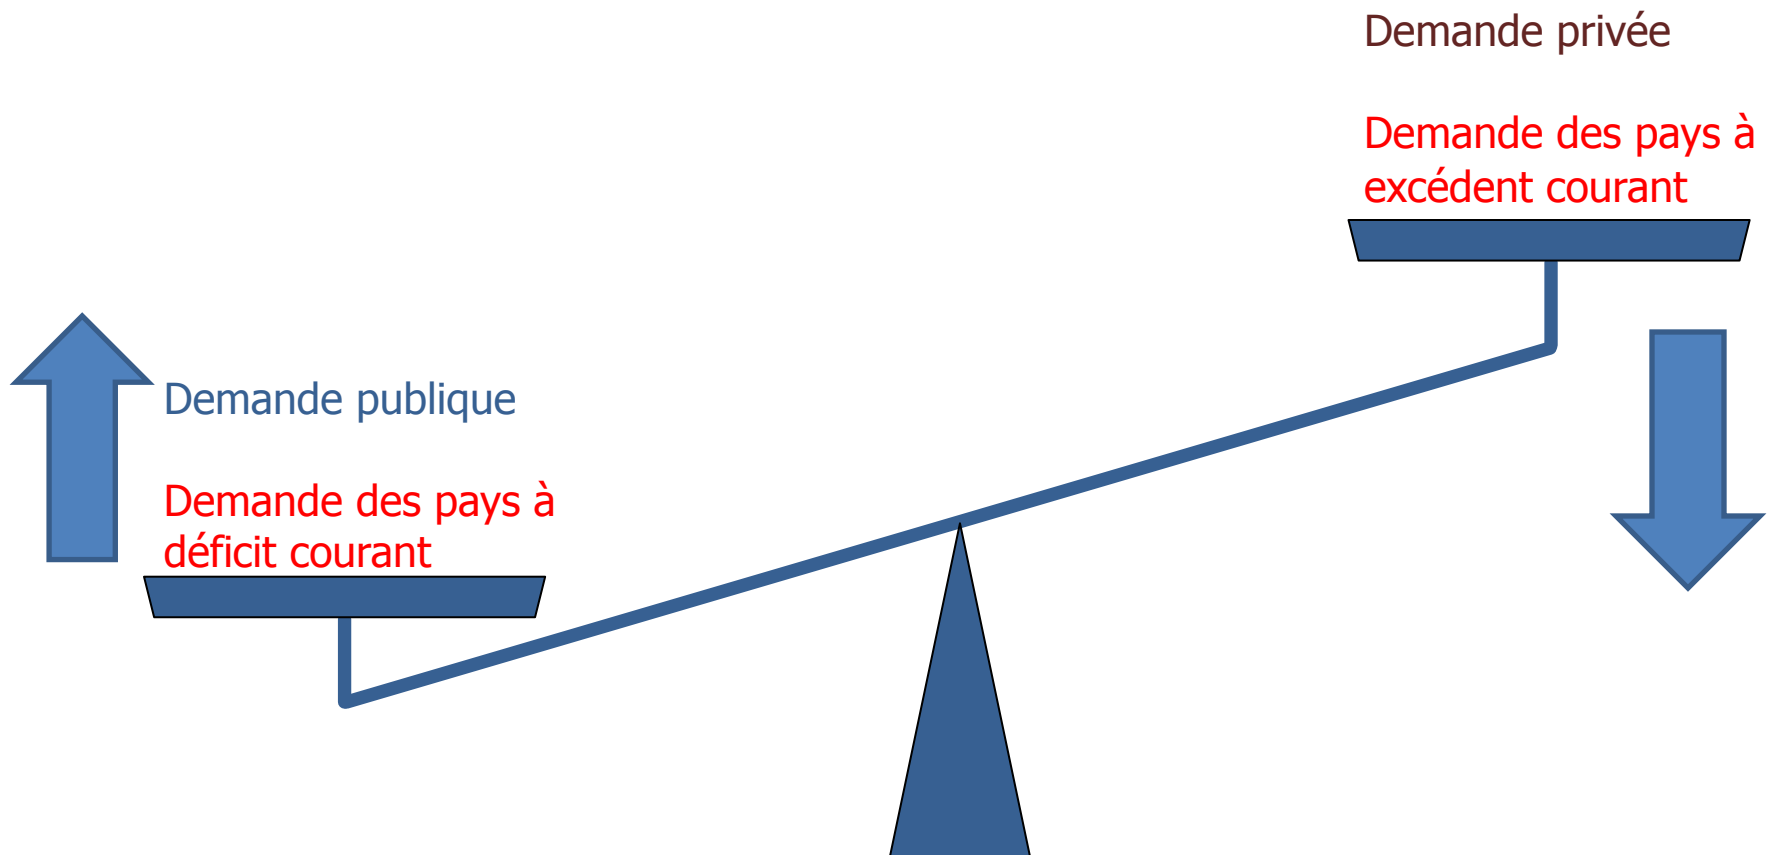 Demande privée
Demande des pays à
excédent courant
Demande publique
Demande des pays à
déficit courant